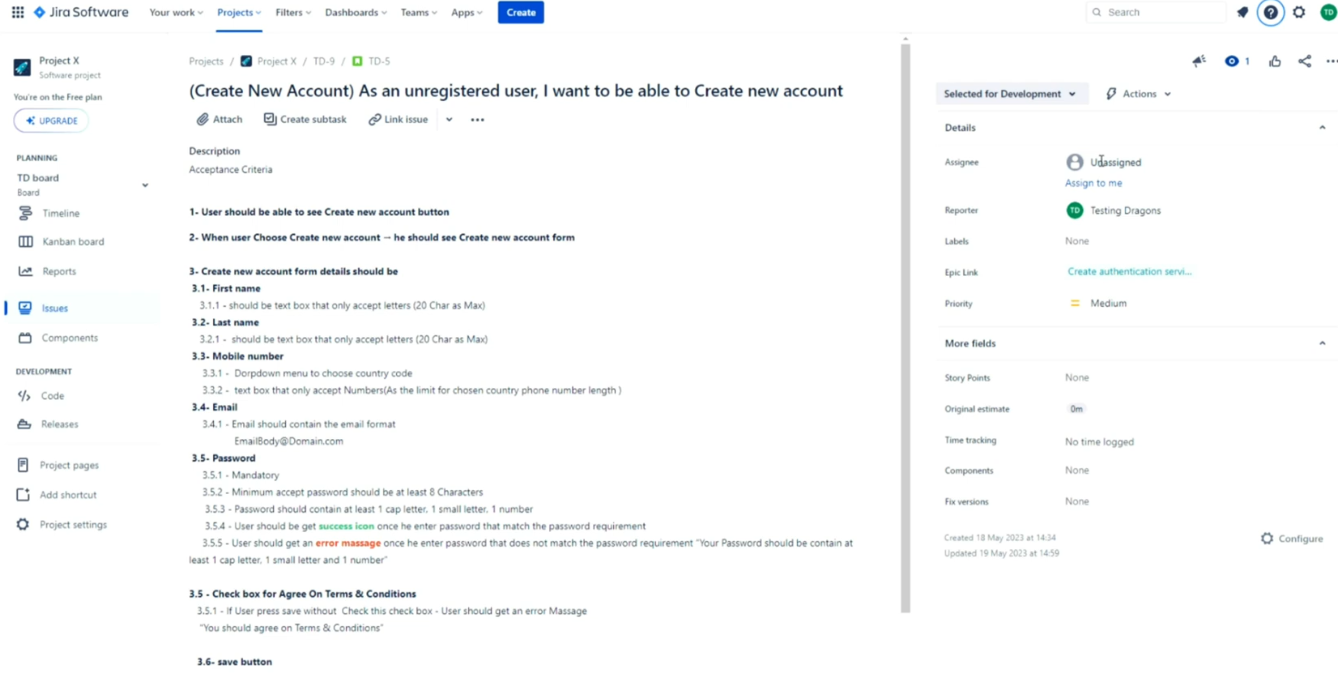 Jira Software
Your work
Projects
Filters
Dashboards
Teams
Apps
Create
Search
TD
Project X
Software project
You're on the Free plan
UPGRADE
PLANNING
TD board
Board
Timeline
Kanban board
Reports
Issues
Components
DEVELOPMENT
Code
Releases
Project pages
Add shortcut
Project settings
Projects / Project X / TD-9 / TD-5
(Create New Account) As an unregistered user, I want to be able to Create new account
Attach
Create subtask
Link issue
Description
Acceptance Criteria
1- User should be able to see Create new account button
2- When user Choose Create new account -- he should see Create new account form
3- Create new account form details should be
3.1- First name
3.1.1 - should be text box that only accept letters (20 Char as Max)
3.2- Last name
3.2.1 - should be text box that only accept letters (20 Char as Max)
3.3- Mobile number
3.3.1 - Dorpdown menu to choose country code
3.3.2 - text box that only accept Numbers(As the limit for chosen country phone number length )
3.4- Email
3.4.1 - Email should contain the email format
EmailBody@Domain.com
3.5- Password
3.5.1 - Mandatory
3.5.2 - Minimum accept password should be at least 8 Characters
3.5.3 - Password should contain at least 1 cap letter, 1 small letter, 1 number
3.5.4 - User should be get success icon once he enter password that match the password requirement
3.5.5 - User should get an error massage once he enter password that does not match the password requirement "Your Password should be contain at
least 1 cap letter, 1 small letter and 1 number"
3.5 - Check box for Agree On Terms & Conditions
3.5.1 - If User press save without Check this check box - User should get an error Massage
"You should agree on Terms & Conditions"
3.6- save button
1
Selected for Development
Actions
Details
Assignee
Unassigned
Assign to me
Reporter
TD Testing Dragons
Labels
None
Epic Link
Create authentication servi...
Priority
Medium
More fields
Story Points
None
Original estimate
0m
Time tracking
No time logged
Components
None
Fix versions
None
Created 18 May 2023 at 14:34
Updated 19 May 2023 at 14:59
Configure